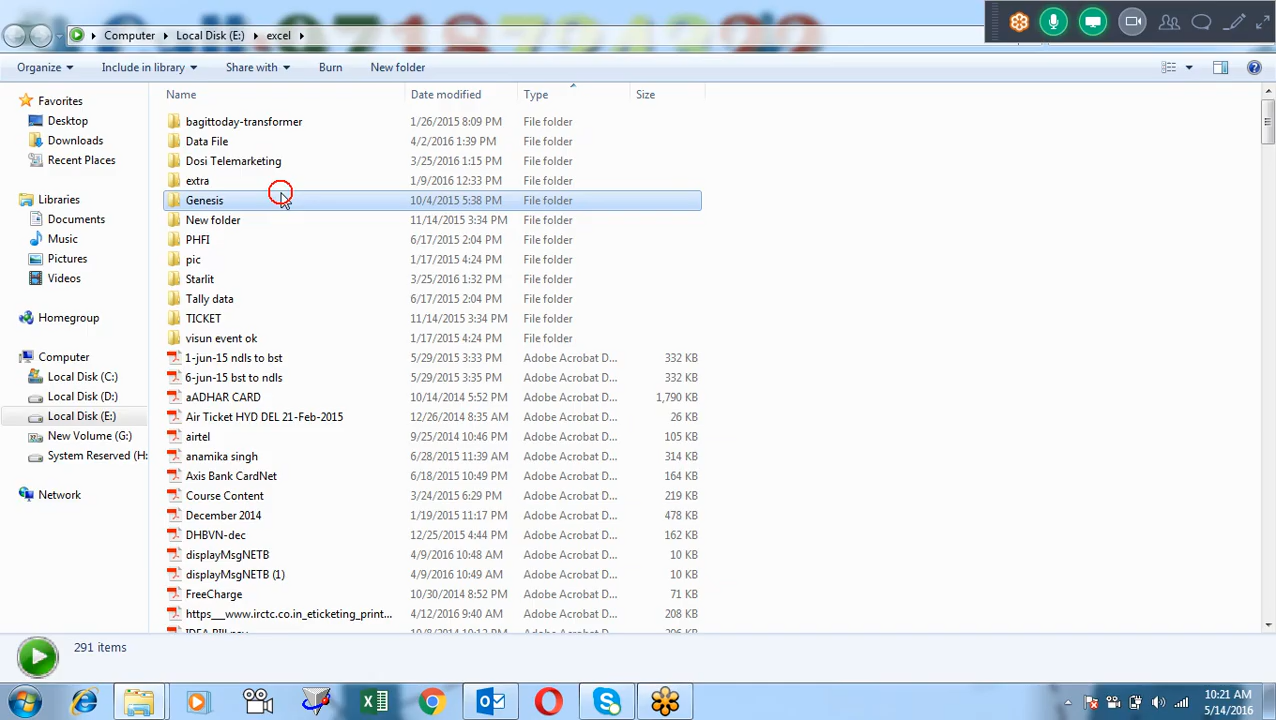 Computer Local Disk (E:) excel
Organize Include in library Share with Burn New folder
Name Date modified Type Size
Favorites
Desktop
Downloads
Recent Places
Libraries
Documents
Music
Pictures
Videos
Homegroup
Computer
Local Disk (C:)
Local Disk (D:)
Local Disk (E:)
New Volume (G:)
System Reserved (H:
Network
bagittoday-transformer 1/26/2015 8:09 PM File folder
Data File 4/2/2016 1:39 PM File folder
Dosi Telemarketing 3/25/2016 1:15 PM File folder
extra 1/9/2016 12:33 PM File folder
Genesis 10/4/2015 5:38 PM File folder
New folder 11/14/2015 3:34 PM File folder
PHFI 6/17/2015 2:04 PM File folder
pic 1/17/2015 4:24 PM File folder
Starlit 3/25/2016 1:32 PM File folder
Tally data 6/17/2015 2:04 PM File folder
TICKET 11/14/2015 3:34 PM File folder
visun event ok 1/17/2015 4:24 PM File folder
1-jun-15 ndls to bst 5/29/2015 3:33 PM Adobe Acrobat D... 332 KB
6-jun-15 bst to ndls 5/29/2015 3:35 PM Adobe Acrobat D... 332 KB
aADHAR CARD 10/14/2014 5:52 PM Adobe Acrobat D... 1,790 KB
Air Ticket HYD DEL 21-Feb-2015 12/26/2014 8:35 AM Adobe Acrobat D... 26 KB
airtel 9/25/2014 10:46 PM Adobe Acrobat D... 105 KB
anamika singh 6/28/2015 11:39 AM Adobe Acrobat D... 314 KB
Axis Bank CardNet 6/18/2015 10:49 PM Adobe Acrobat D... 164 KB
Course Content 3/24/2015 6:29 PM Adobe Acrobat D... 219 KB
December 2014 1/19/2015 11:17 PM Adobe Acrobat D... 478 KB
DHBVN-dec 12/25/2015 4:44 PM Adobe Acrobat D... 162 KB
displayMsgNETB 4/9/2016 10:48 AM Adobe Acrobat D... 10 KB
displayMsgNETB (1) 4/9/2016 10:49 AM Adobe Acrobat D... 10 KB
FreeCharge 10/30/2014 8:52 PM Adobe Acrobat D... 71 KB
https__www.irctc.co.in_eticketing_print... 4/12/2016 9:40 AM Adobe Acrobat D... 208 KB
291 items
10:21 AM
5/14/2016